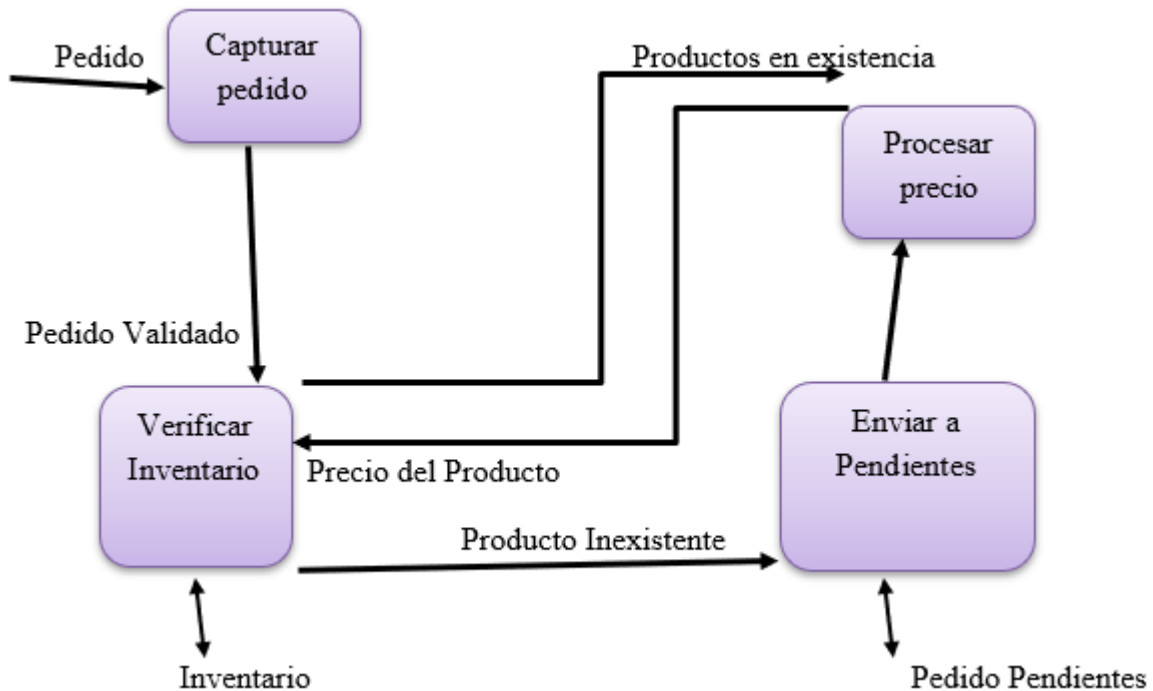 Pedido
Capturar
pedido
Productos en existencia
Procesar
precio
Pedido Validado
Verificar
Inventario
Enviar a
Pendientes
Precio del Producto
Producto Inexistente
Inventario
Pedido Pendientes